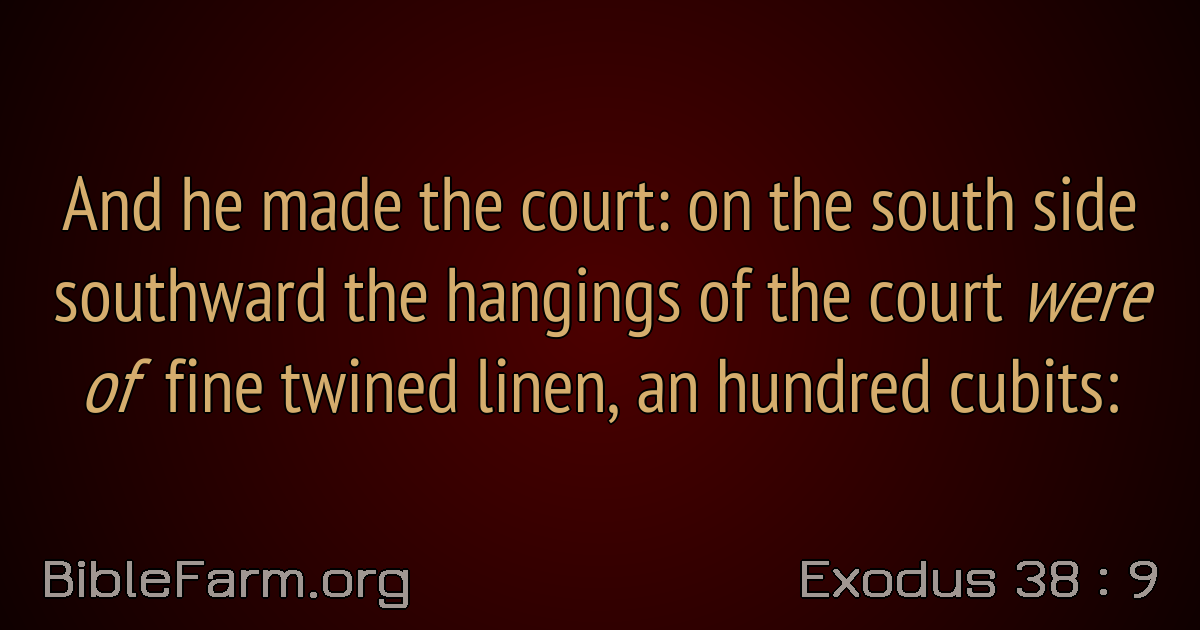 And he made the court: on the south side
southward the hangings of the court were
of fine twined linen, an hundred cubits:
BibleFarm.org
Exodus 38 : 9